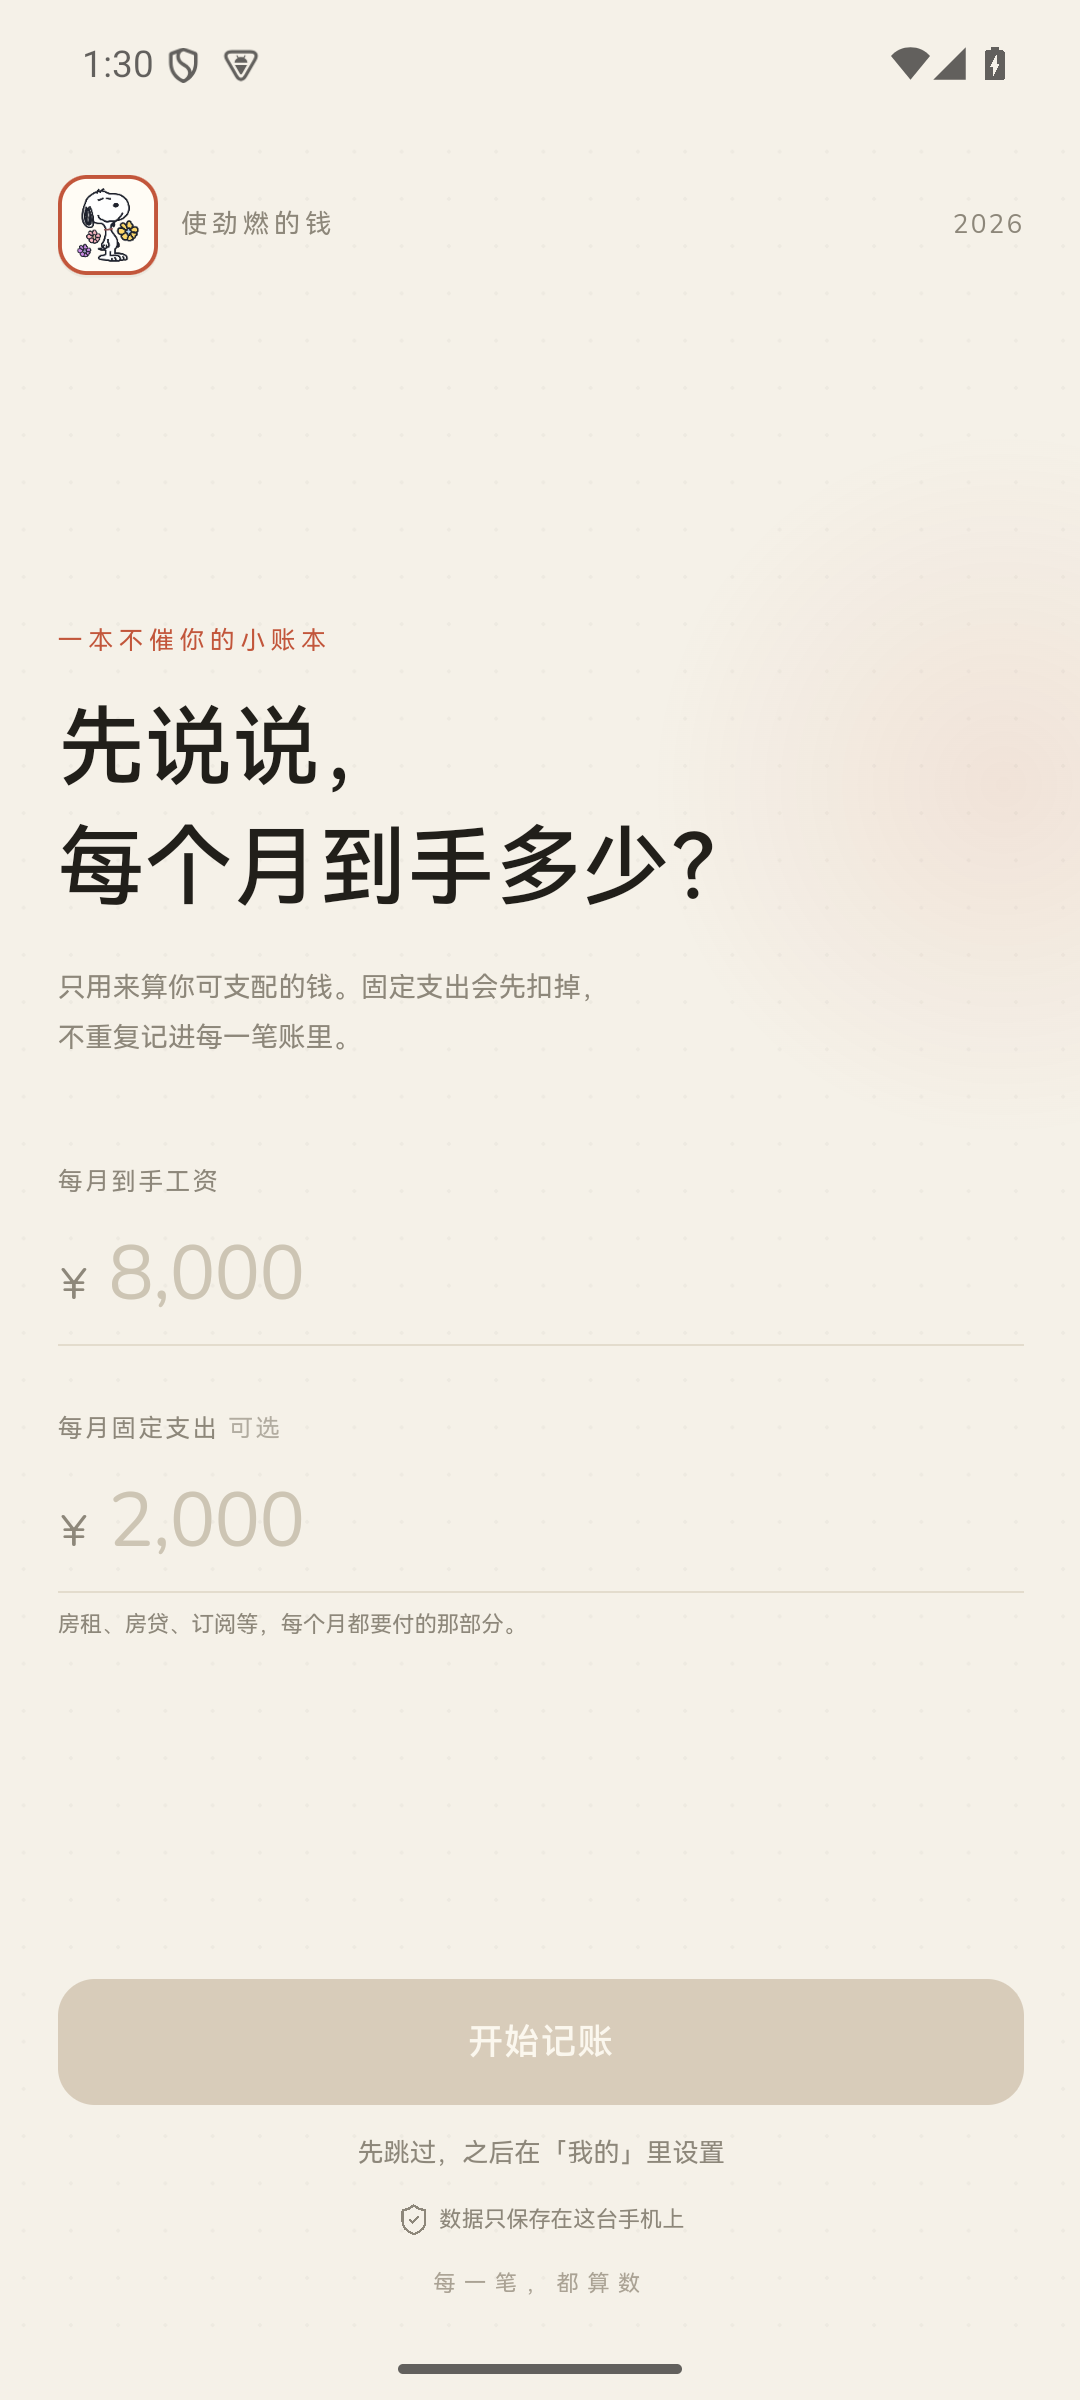 1:30
使劲燃的钱
2026
一本不催你的小账本
先说说，
每个月到手多少？
只用来算你可支配的钱。固定支出会先扣掉，
不重复记进每一笔账里。
每月到手工资
¥ 8,000
每月固定支出 可选
¥ 2,000
房租、房贷、订阅等，每个月都要付的那部分。
开始记账
先跳过，之后在「我的」里设置
数据只保存在这台手机上
每一笔，都算数